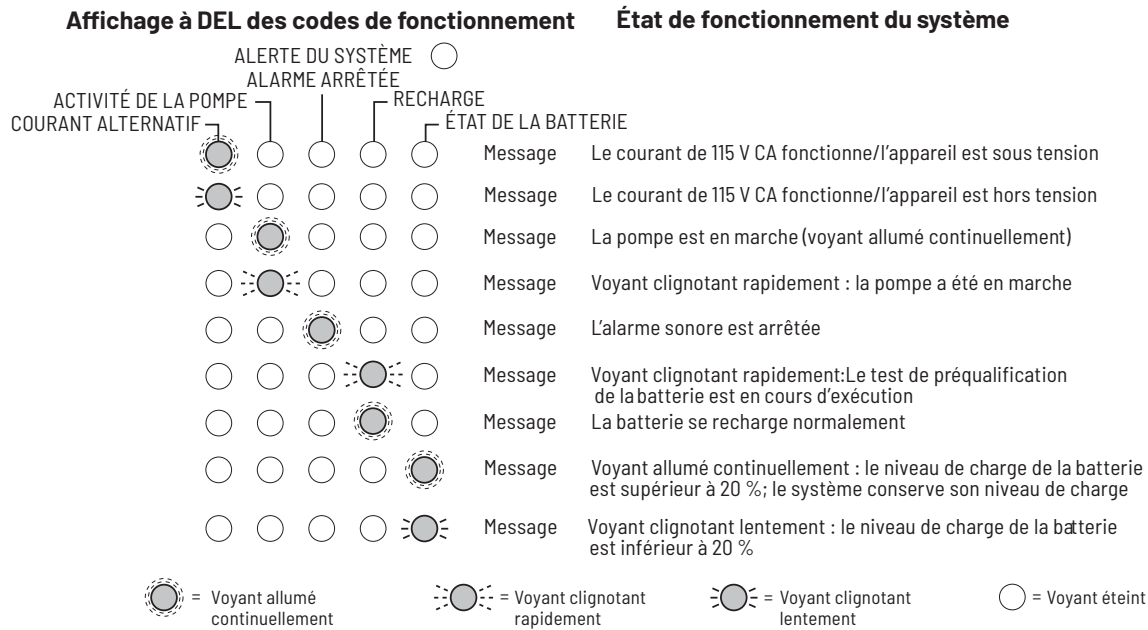 Affichage à DEL des codes de fonctionnement
État de fonctionnement du système
ALERTE DU SYSTÈME
ALARME ARRÊTÉE
ACTIVITÉ DE LA POMPE
RECHARGE
COURANT ALTERNATIF
ÉTAT DE LA BATTERIE
Message Le courant de 115 V CA fonctionne/l'appareil est sous tension
Message Le courant de 115 V CA fonctionne/l'appareil est hors tension
Message La pompe est en marche (voyant allumé continuellement)
Message Voyant clignotant rapidement : la pompe a été en marche
Message L'alarme sonore est arrêtée
Message Voyant clignotant rapidement:Le test de préqualification
de la batterie est en cours d'exécution
Message La batterie se recharge normalement
Message Voyant allumé continuellement : le niveau de charge de la batterie
est supérieur à 20 %; le système conserve son niveau de charge
Message Voyant clignotant lentement : le niveau de charge de la batterie
est inférieur à 20 %
= Voyant allumé
continuellement
= Voyant clignotant
rapidement
= Voyant clignotant
lentement
= Voyant éteint